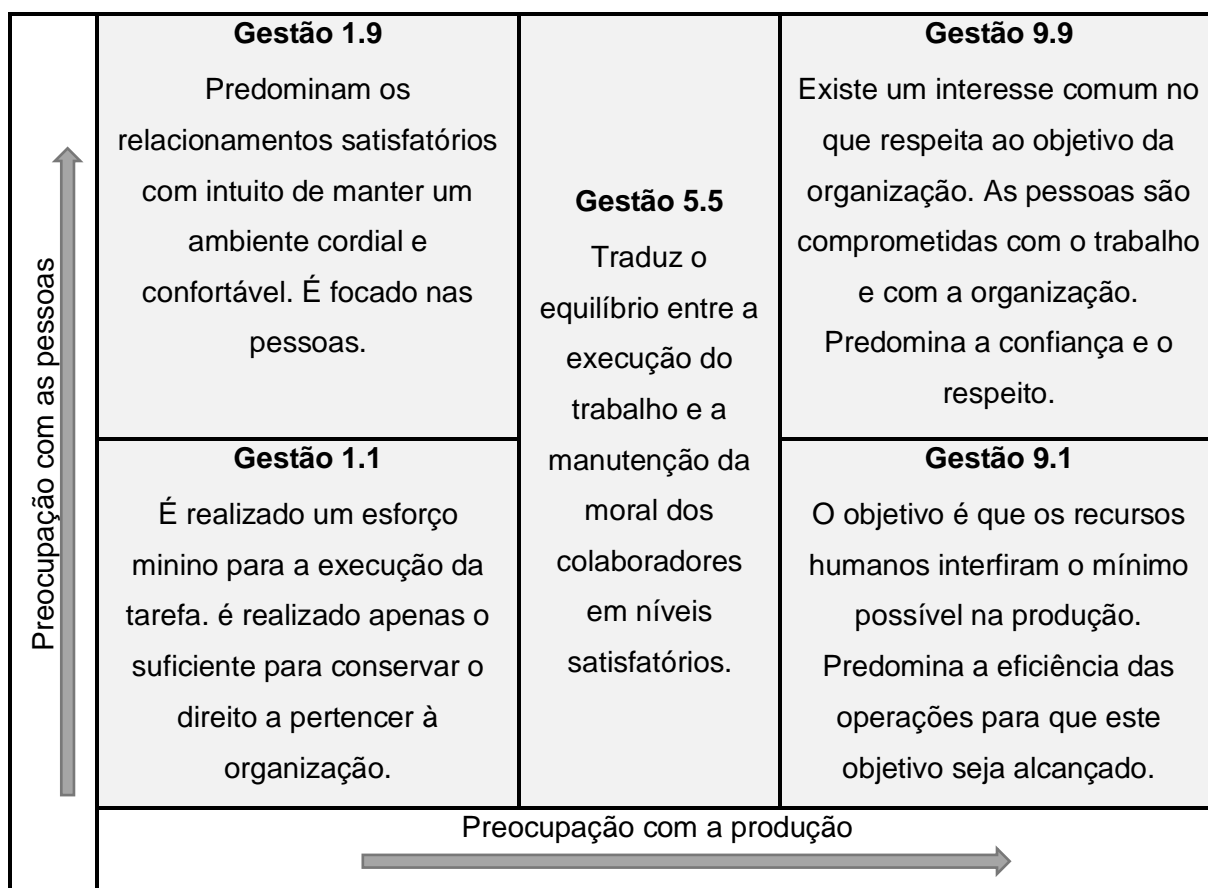 Preocupação com as pessoas
Gestão 1.9
Predominam os
relacionamentos satisfatórios
com intuito de manter um
ambiente cordial e
confortável. É focado nas
pessoas.
Gestão 5.5
Traduz o
equilíbrio entre a
execução do
trabalho e a
manutenção da
moral dos
colaboradores
em níveis
satisfatórios.
Gestão 9.9
Existe um interesse comum no
que respeita ao objetivo da
organização. As pessoas são
comprometidas com o trabalho
e com a organização.
Predomina a confiança e o
respeito.
Gestão 1.1
É realizado um esforço
minino para a execução da
tarefa. é realizado apenas o
suficiente para conservar o
direito a pertencer à
organização.
Gestão 9.1
O objetivo é que os recursos
humanos interfiram o mínimo
possível na produção.
Predomina a eficiência das
operações para que este
objetivo seja alcançado.
Preocupação com a produção